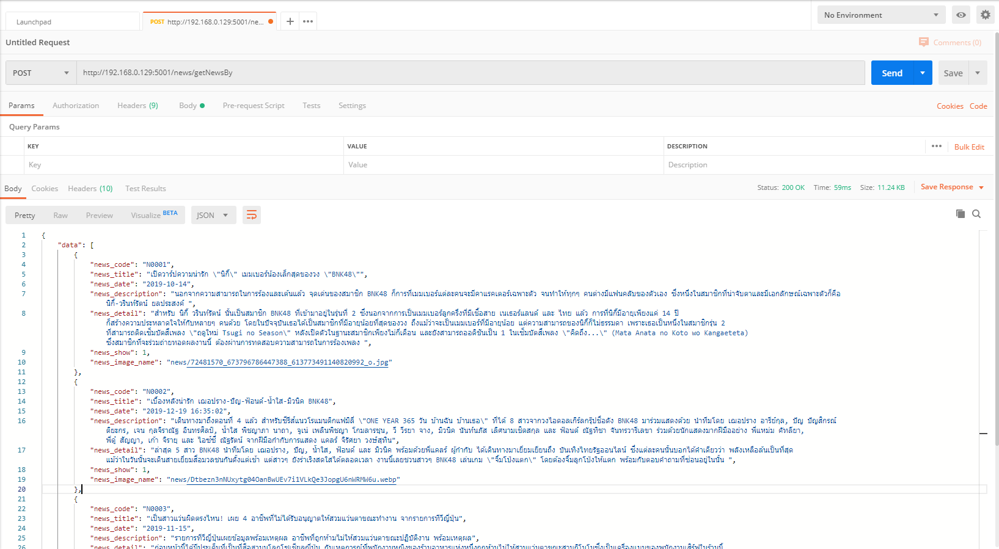 Launchpad
POST http://192.168.0.129:5001/ne...
No Environment
Untitled Request
Comments (0)
POST
http://192.168.0.129:5001/news/getNewsBy
Send
Save
Params Authorization Headers (9) Body Pre-request Script Tests Settings
Cookies Code
Query Params
KEY VALUE DESCRIPTION
Bulk Edit
Key Value Description
Body Cookies Headers (10) Test Results
Status: 200 OK Time: 59ms Size: 11.24 KB Save Response
Pretty Raw Preview Visualize BETA JSON
1 {
2 "data": [
3 {
4 "news_code": "N0001",
5 "news_title": "เปิดวาร์ปความน่ารัก \"นิกี้\" เมมเบอร์น้องเล็กสุดของวง \"BNK48\"",
6 "news_date": "2019-10-14",
7 "news_description": "นอกจากความสามารถในการร้องและเต้นแล้ว จุดเด่นของสมาชิก BNK48 ก็การที่เมมเบอร์แต่ละคนจะมีคาแรคเตอร์เฉพาะตัว จนทำให้ทุกๆ คนต่างมีแฟนคลับของตัวเอง ซึ่งหนึ่งในสมาชิกที่น่าจับตาและมีเอกลักษณ์เฉพาะตัวก็คือ
นิกี้-วรินท์รัตน์ ยลประสงค์ ",
8 "news_detail": "สำหรับ นิกี้ วรินท์รัตน์ นั้นเป็นสมาชิก BNK48 ที่เข้ามาอยู่ในรุ่นที่ 2 ซึ่งนอกจากการเป็นเมมเบอร์ลูกครึ่งที่มีเชื้อสาย เนเธอร์แลนด์ และ ไทย แล้ว การที่นิกี้มีอายุเพียงแค่ 14 ปี
ก็สร้างความประหลาดใจให้กับหลายๆ คนด้วย โดยในปัจจุบันเธอได้เป็นสมาชิกที่มีอายุน้อยที่สุดของวง ถึงแม้ว่าจะเป็นเมมเบอร์ที่มีอายุน้อย แต่ความสามารถของนิกี้ก็ไม่ธรรมดา เพราะเธอเป็นหนึ่งในสมาชิกรุ่น 2
ที่สามารถติดเซ็มบัตสึเพลง \"ฤดูใหม่ Tsugi no Season\" หลังเปิดตัวในฐานะสมาชิกเพียงไม่กี่เดือน และยังสามารถออดิชันเป็น 1 ในเซ็มบัตสึเพลง \"คิดถึง...\" (Mata Anata no Koto wo Kangaeteta)
ซึ่งสมาชิกที่จะร่วมถ่ายทอดผลงานนี้ ต้องผ่านการทดสอบความสามารถในการร้องเพลง ",
9 "news_show": 1,
10 "news_image_name": "news/72481570_673796786447388_613773491140820992_o.jpg"
11 },
12 {
13 "news_code": "N0002",
14 "news_title": "เบื้องหลังน่ารัก เฌอปราง-ปัญ-ฟ้อนด์-น้ำใส-มิวนิค BNK48",
15 "news_date": "2019-12-19 16:35:02",
16 "news_description": "เดินทางมาถึงตอนที่ 4 แล้ว สำหรับซีรีส์แนวโรแมนติกแฟมิลี่ \"ONE YEAR 365 วัน บ้านฉัน บ้านเธอ\" ที่ได้ 8 สาวจากวงไอดอลเกิร์ลกรุ๊ปชื่อดัง BNK48 มาร่วมแสดงด้วย นำทีมโดย เฌอปราง อารีย์กุล, ปัญ ปัญสิกรณ์
ติยะกร, เจน กุลจิราณัฐ อินทรศิลป์, น้ำใส พิชญาภา นาถา, จูเน่ เพลินพิชญา โกมลารชุน, วี วีรยา จาง, มิวนิค นันท์นภัส เลิศนามเชิดสกุล และ ฟ้อนด์ ณัฐทิชา จันทรวารีเลขา ร่วมด้วยนักแสดงมากฝีมืออย่าง พี่แหม่ม คัทลียา,
พี่ตู่ สัญญา, เก้า จิรายุ และ ไอซ์ซึ ณัฐรัตน์ จากฝีมือกำกับการแสดง แคลร์ จิรัศยา วงษ์สุทิน",
17 "news_detail": "ล่าสุด 5 สาว BNK48 นำทีมโดย เฌอปราง, ปัญ, น้ำใส, ฟ้อนด์ และ มิวนิค พร้อมด้วยพี่แคลร์ ผู้กำกับ ได้เดินทางมาเยี่ยมเยียนถึง บันเทิงไทยรัฐออนไลน์ ซึ่งแต่ละคนนั้นบอกได้คำเดียวว่า พลังเหลือล้นเป็นที่สุด
แม้ว่าในวันนั้นจะเดินสายเยี่ยมสื่อมวลชนกันตั้งแต่เช้า แต่สาวๆ ยังร่าเริงสดใสได้ตลอดเวลา งานนี้เลยชวนสาวๆ BNK48 เล่นเกม \"จิ้มโป่งแตก\" โดยต้องจิ้มลูกโป่งให้แตก พร้อมกับตอบคำถามที่ซ่อนอยู่ในนั้น ",
18 "news_show": 1,
19 "news_image_name": "news/Dtbezn3nNUxytg04OanBwUEv7i1VLkQe3JopgU6nWRMW6u.webp"
20 },
21 {
22 "news_code": "N0003",
23 "news_title": "เป็นสาวแว่นผิดตรงไหน! เผย 4 อาชีพที่ไม่ได้รับอนุญาตให้สวมแว่นตาขณะทำงาน จากรายการทีวีญี่ปุ่น",
24 "news_date": "2019-11-15",
25 "news_description": "รายการทีวีญี่ปุ่นเผยข้อมูลพร้อมเหตุผล อาชีพที่ถูกห้ามไม่ให้สวมแว่นตาขณะปฏิบัติงาน พร้อมเหตุผล",
26 "news_detail":